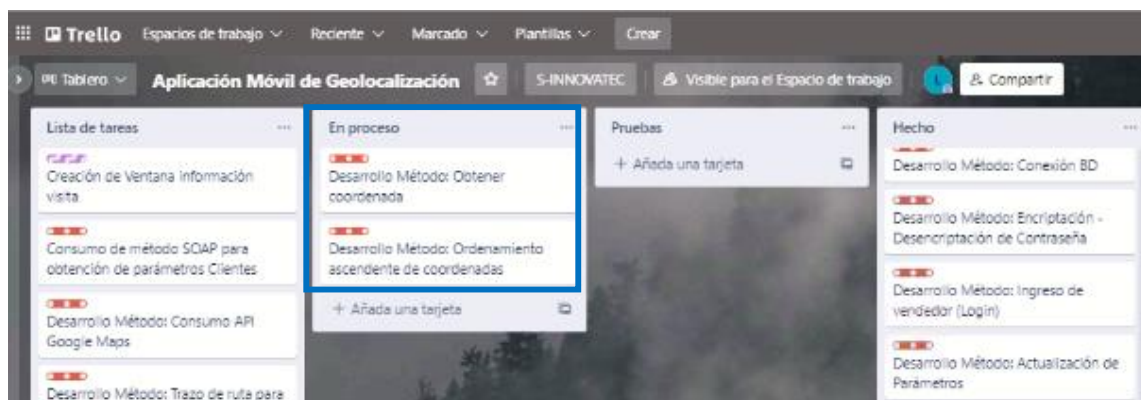 Trello Espacios de trabajo Reciente Marcado Plantillas Crear
Tablero Aplicación Móvil de Geolocalización S-INNOVATEC Visible para el Espacio de trabajo L Compartir
Lista de tareas
Creación de Ventana información
visita
Consumo de método SOAP para
obtención de parámetros Clientes
Desarrollo Método: Consumo API
Google Maps
Desarrollo Método: Trazo de ruta para
En proceso
Desarrollo Método: Obtener
coordenada
Desarrollo Método: Ordenamiento
ascendente de coordenadas
+ Añada una tarjeta
Pruebas
+ Añada una tarjeta
Hecho
Desarrollo Método: Conexión BD
Desarrollo Método: Encriptación -
Desencriptación de Contraseña
Desarrollo Método: Ingreso de
vendedor (Login)
Desarrollo Método: Actualización de
Parámetros